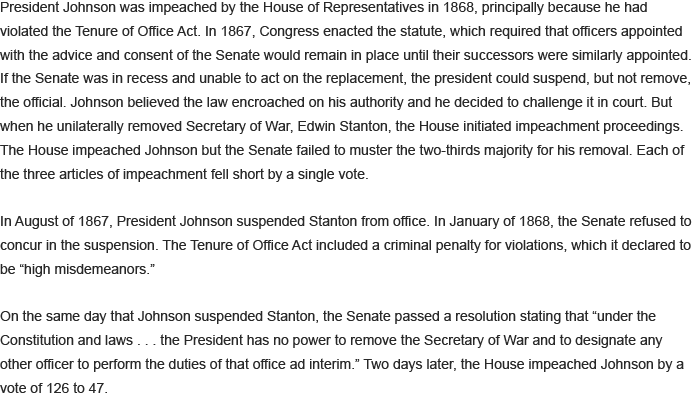 President Johnson was impeached by the House of Representatives in 1868, principally because he had
violated the Tenure of Office Act. In 1867, Congress enacted the statute, which required that officers appointed
with the advice and consent of the Senate would remain in place until their successors were similarly appointed.
If the Senate was in recess and unable to act on the replacement, the president could suspend, but not remove,
the official. Johnson believed the law encroached on his authority and he decided to challenge it in court. But
when he unilaterally removed Secretary of War, Edwin Stanton, the House initiated impeachment proceedings.
The House impeached Johnson but the Senate failed to muster the two-thirds majority for his removal. Each of
the three articles of impeachment fell short by a single vote.
In August of 1867, President Johnson suspended Stanton from office. In January of 1868, the Senate refused to
concur in the suspension. The Tenure of Office Act included a criminal penalty for violations, which it declared to
be “high misdemeanors.”
On the same day that Johnson suspended Stanton, the Senate passed a resolution stating that “under the
Constitution and laws . . . the President has no power to remove the Secretary of War and to designate any
other officer to perform the duties of that office ad interim.” Two days later, the House impeached Johnson by a
vote of 126 to 47.